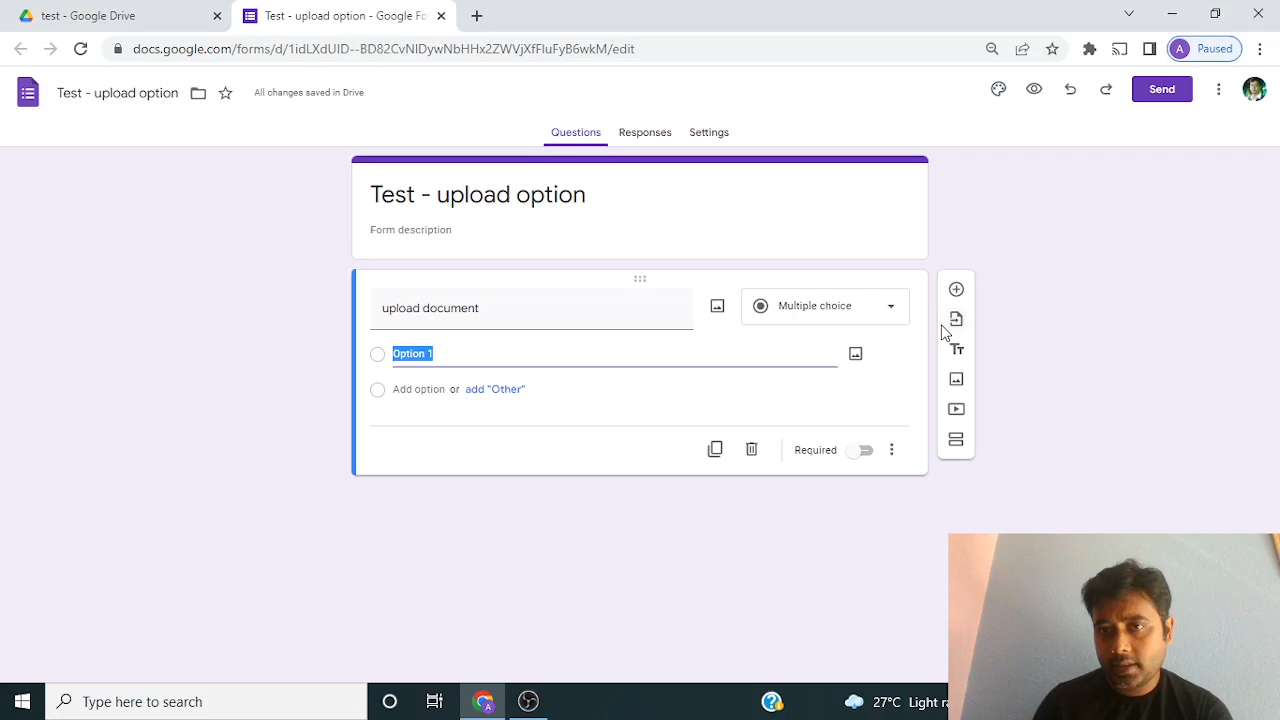 test - Google Drive
Test - upload option - Google Fo
docs.google.com/forms/d/1idLXdUID--BD82CvNIDywNbHHx2ZWVjXfFluFyB6wkM/edit
A Paused
Test - upload option
All changes saved in Drive
Send
Questions
Responses
Settings
Test - upload option
Form description
upload document
Multiple choice
Option 1
Add option or add "Other"
Required
Type here to search
27°C Light ra